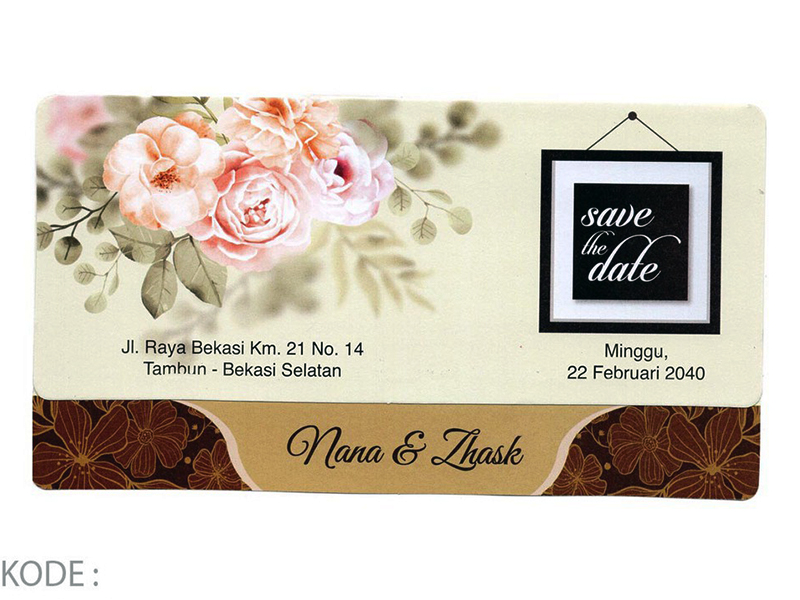 save
the
date
Jl. Raya Bekasi Km. 21 No. 14
Tambun - Bekasi Selatan
Minggu,
22 Februari 2040
Nana & Zhask
KODE :